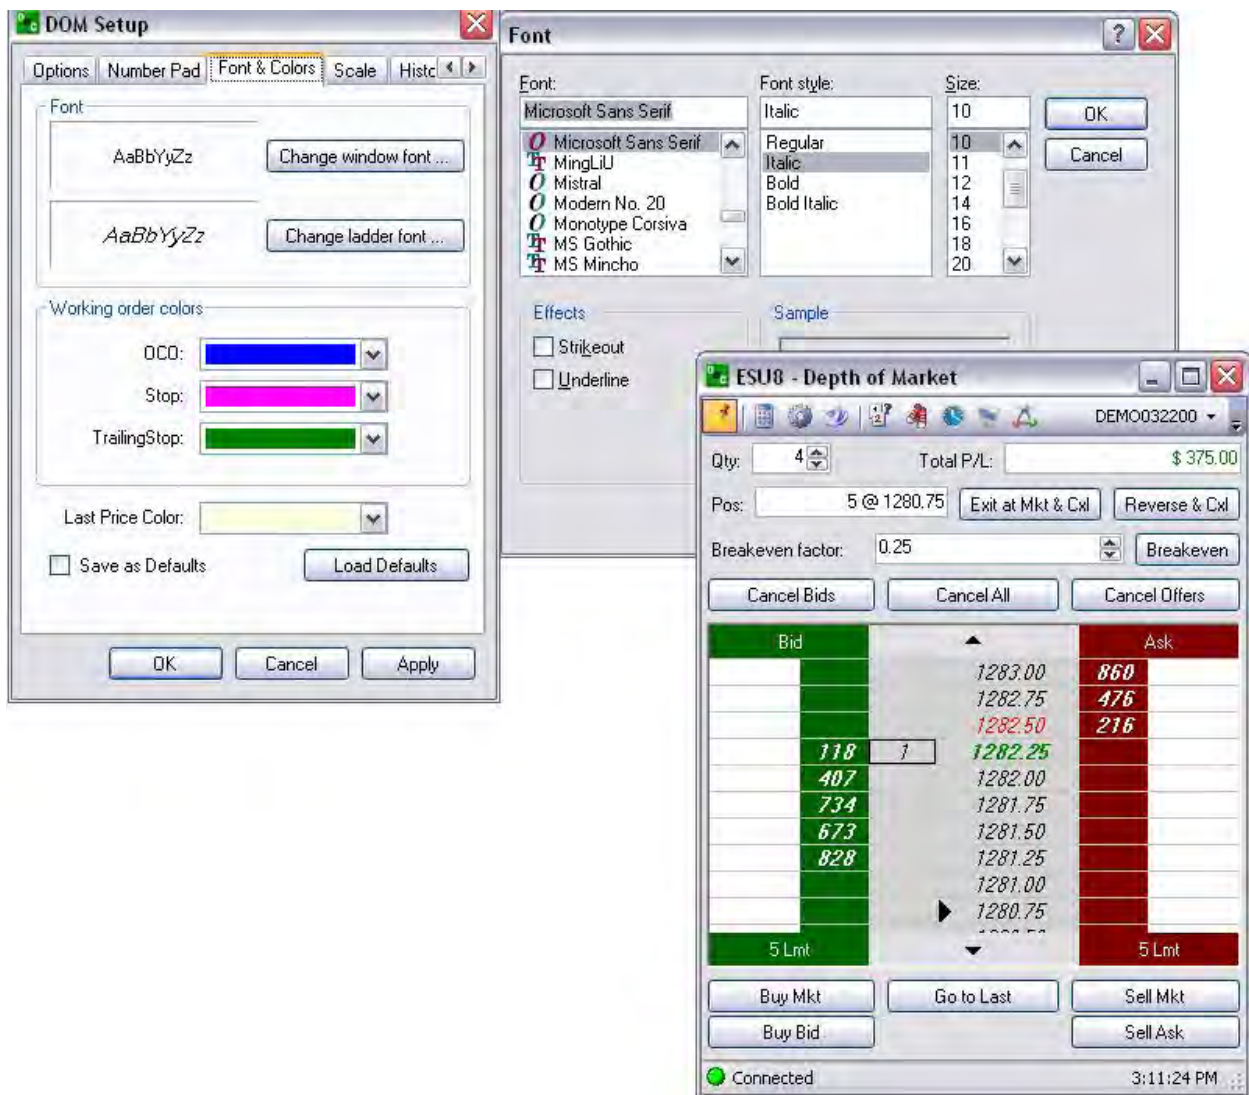 DOM Setup
Options Number Pad Font & Colors Scale Histc
Font
AaBbYyZz Change window font ...
AaBbYyZz Change ladder font ...
Working order colors
OCO:
Stop:
TrailingStop:
Last Price Color:
Save as Defaults Load Defaults
OK Cancel Apply
Font
Font: Font style: Size:
Microsoft Sans Serif Italic 10 OK
Microsoft Sans Serif Regular 10
MingLiU Italic 11 Cancel
Mistral Bold 12
Modern No. 20 Bold Italic 14
Monotype Corsiva 16
MS Gothic 18
MS Mincho 20
Effects Sample
Strikeout
Underline
ESU8 - Depth of Market
DEMO032200
Qty: 4 Total P/L: $ 375.00
Pos: 5 @ 1280.75 Exit at Mkt & Cxl Reverse & Cxl
Breakeven factor: 0.25 Breakeven
Cancel Bids Cancel All Cancel Offers
Bid Ask
1283.00 860
1282.75 476
1282.50 216
118 1 1282.25
407 1282.00
734 1281.75
673 1281.50
828 1281.25
1281.00
1280.75
5 Lmt 5 Lmt
Buy Mkt Go to Last Sell Mkt
Buy Bid Sell Ask
Connected 3:11:24 PM